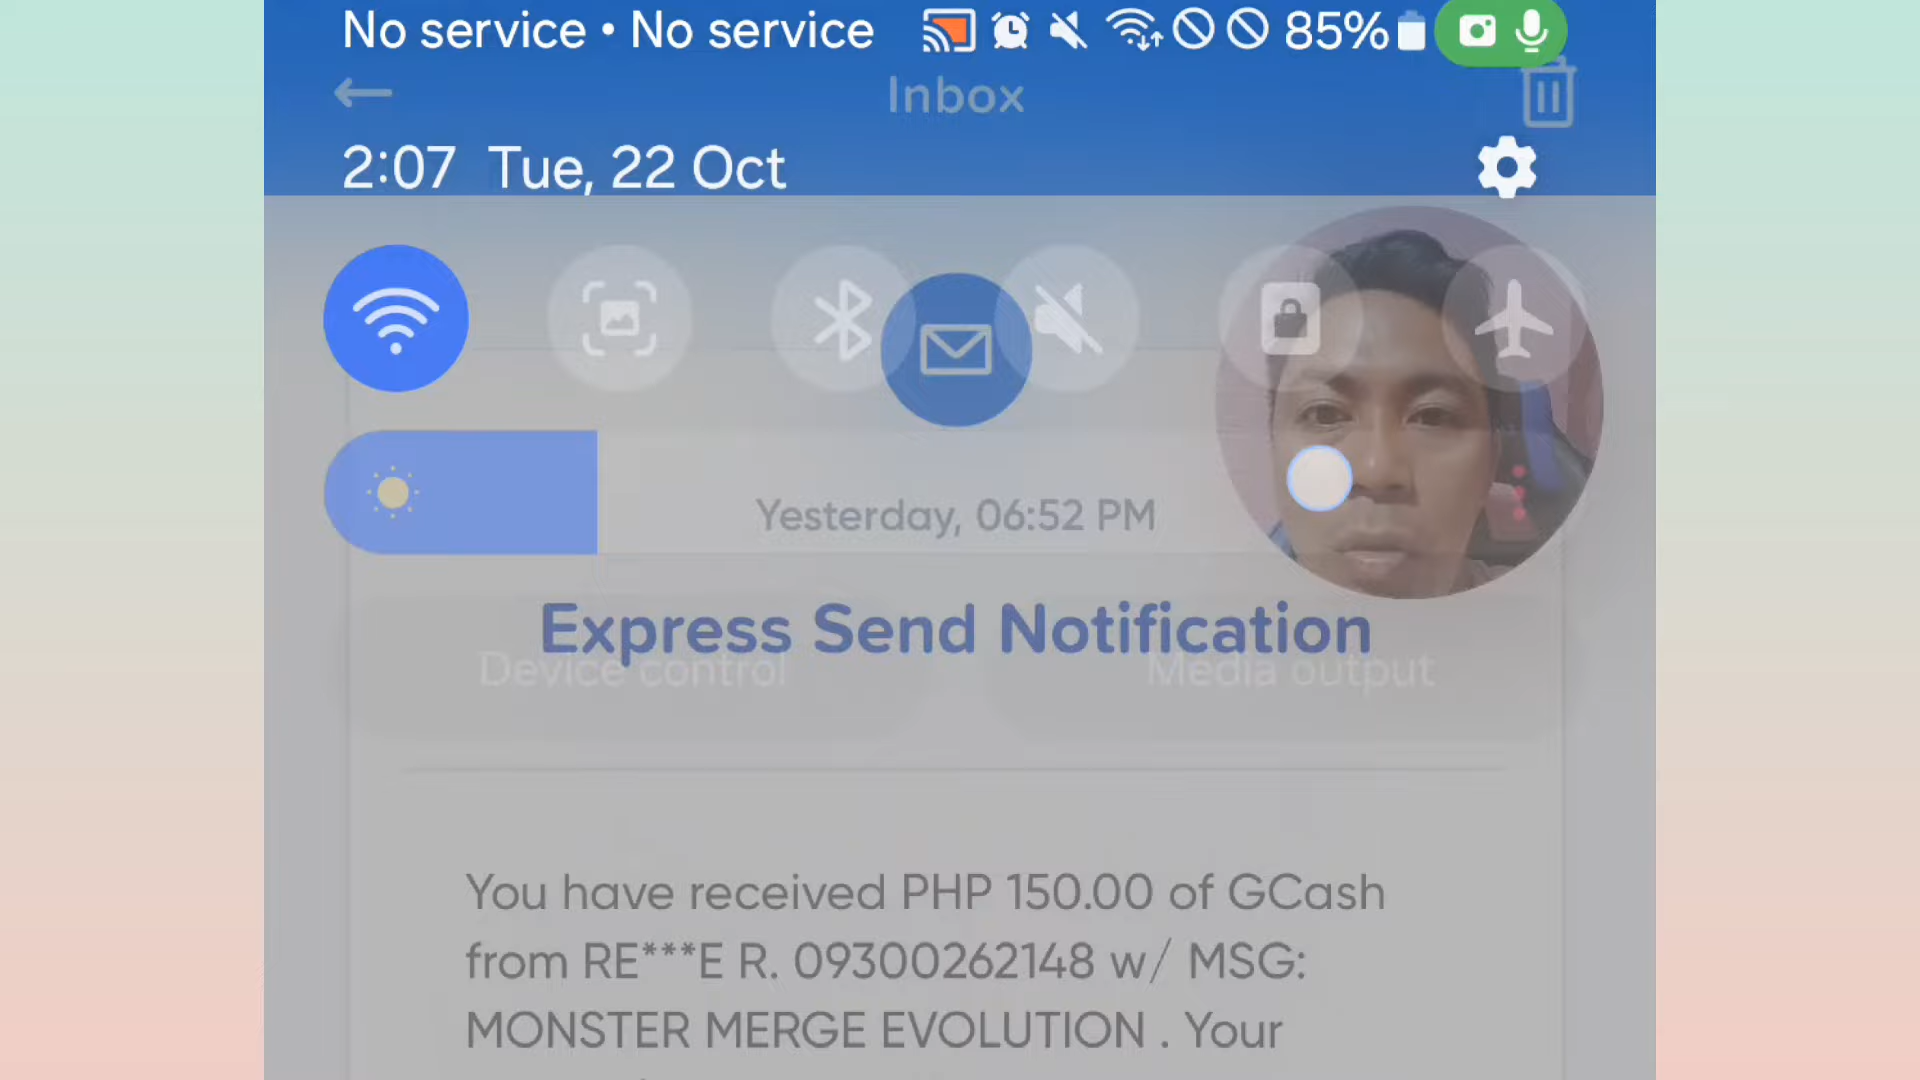 No service • No service 85%
Inbox
2:07 Tue, 22 Oct
Yesterday, 06:52 PM
Express Send Notification
Device control Media output
You have received PHP 150.00 of GCash
from RE***E R. 09300262148 w/ MSG:
MONSTER MERGE EVOLUTION . Your